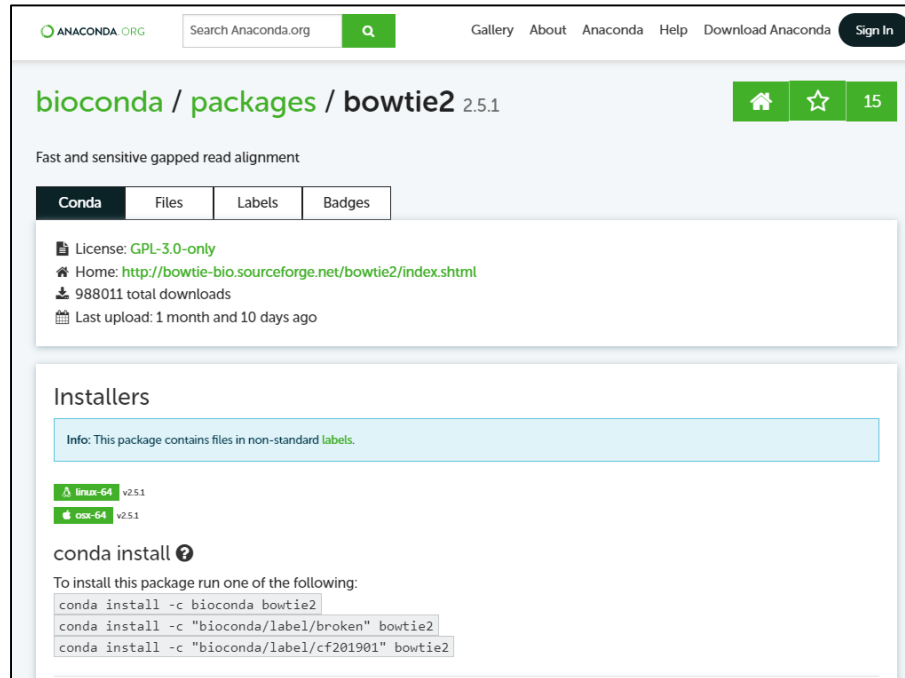 ANACONDA.ORG Search Anaconda.org Gallery About Anaconda Help Download Anaconda Sign In
bioconda / packages / bowtie2 2.5.1 15
Fast and sensitive gapped read alignment
Conda Files Labels Badges
License: GPL-3.0-only
Home: http://bowtie-bio.sourceforge.net/bowtie2/index.shtml
988011 total downloads
Last upload: 1 month and 10 days ago
Installers
Info: This package contains files in non-standard labels.
linux-64 v2.5.1
osx-64 v2.5.1
conda install ?
To install this package run one of the following:
conda install -c bioconda bowtie2
conda install -c "bioconda/label/broken" bowtie2
conda install -c "bioconda/label/cf201901" bowtie2